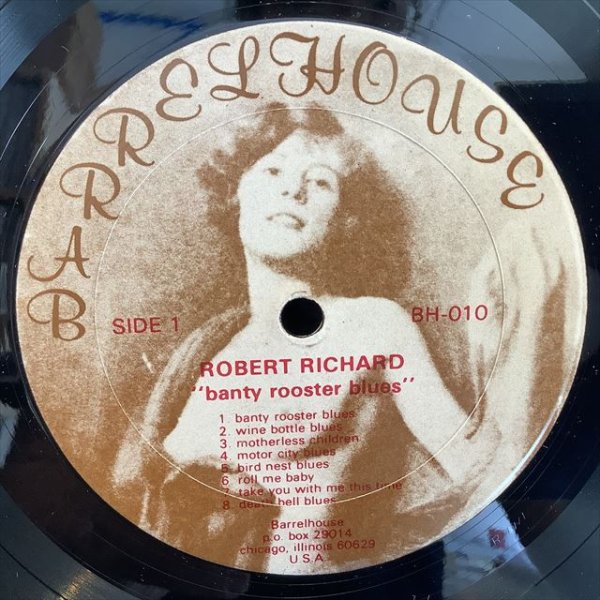 BARRELHOUSE
SIDE 1
BH-010
ROBERT RICHARD
"banty rooster blues"
1. banty rooster blues
2. wine bottle blues
3. motherless children
4. motor city blues
5. bird nest blues
6. roll me baby
7. take you with me this time
8. death hell blues
Barrelhouse
p.o. box 29014
chicago, illinois 60629
U.S.A.